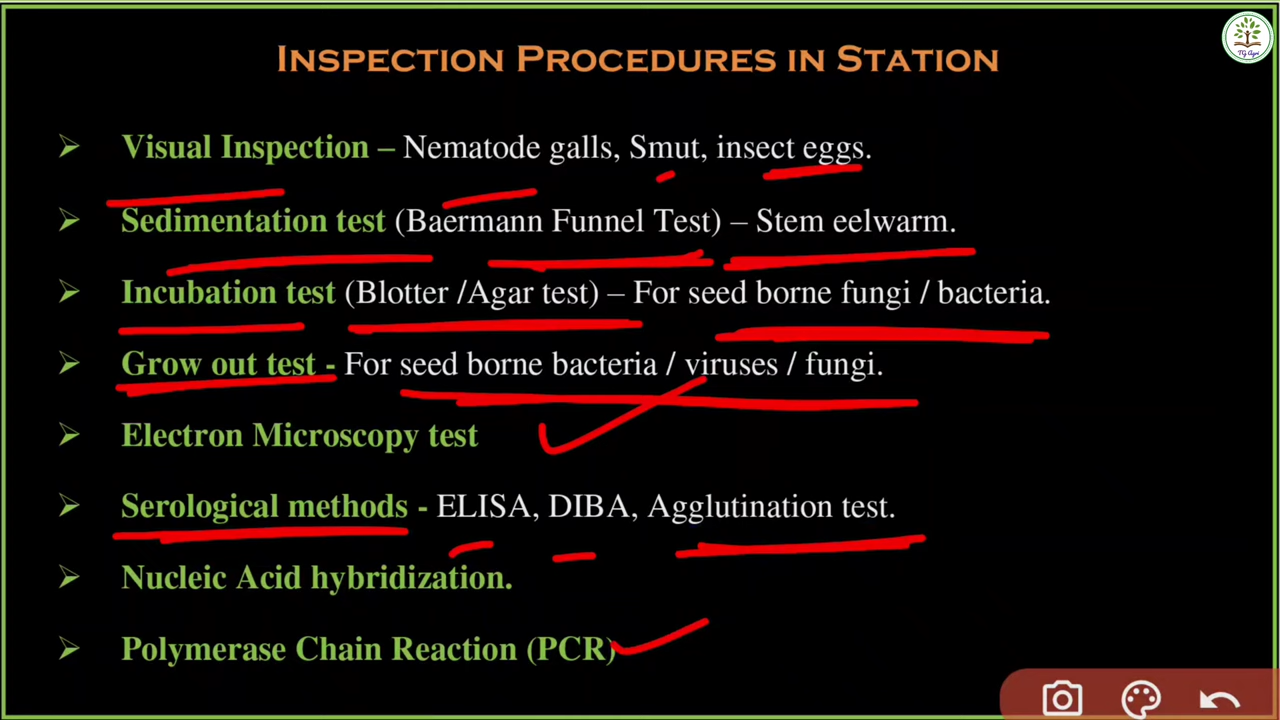 TG Agri
INSPECTION PROCEDURES IN STATION
➢ Visual Inspection – Nematode galls, Smut, insect eggs.
➢ Sedimentation test (Baermann Funnel Test) – Stem eelwarm.
➢ Incubation test (Blotter /Agar test) – For seed borne fungi / bacteria.
➢ Grow out test - For seed borne bacteria / viruses / fungi.
➢ Electron Microscopy test
➢ Serological methods - ELISA, DIBA, Agglutination test.
➢ Nucleic Acid hybridization.
➢ Polymerase Chain Reaction (PCR)